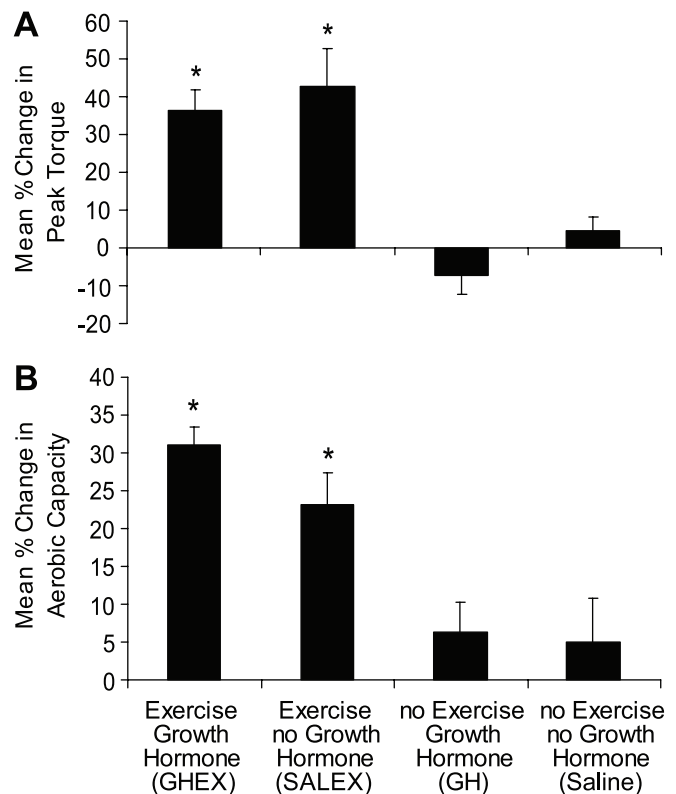 A
Mean %Change in
Peak Torque
60
50
40
30
20
10
0
-10
-20
*
*
B
Mean % Change in
Aerobic Capacity
40
35
30
25
20
15
10
5
0
*
*
Exercise
Growth
Hormone
(GHEX)
Exercise
no Growth
Hormone
(SALEX)
no Exercise
Growth
Hormone
(GH)
no Exercise
no Growth
Hormone
(Saline)